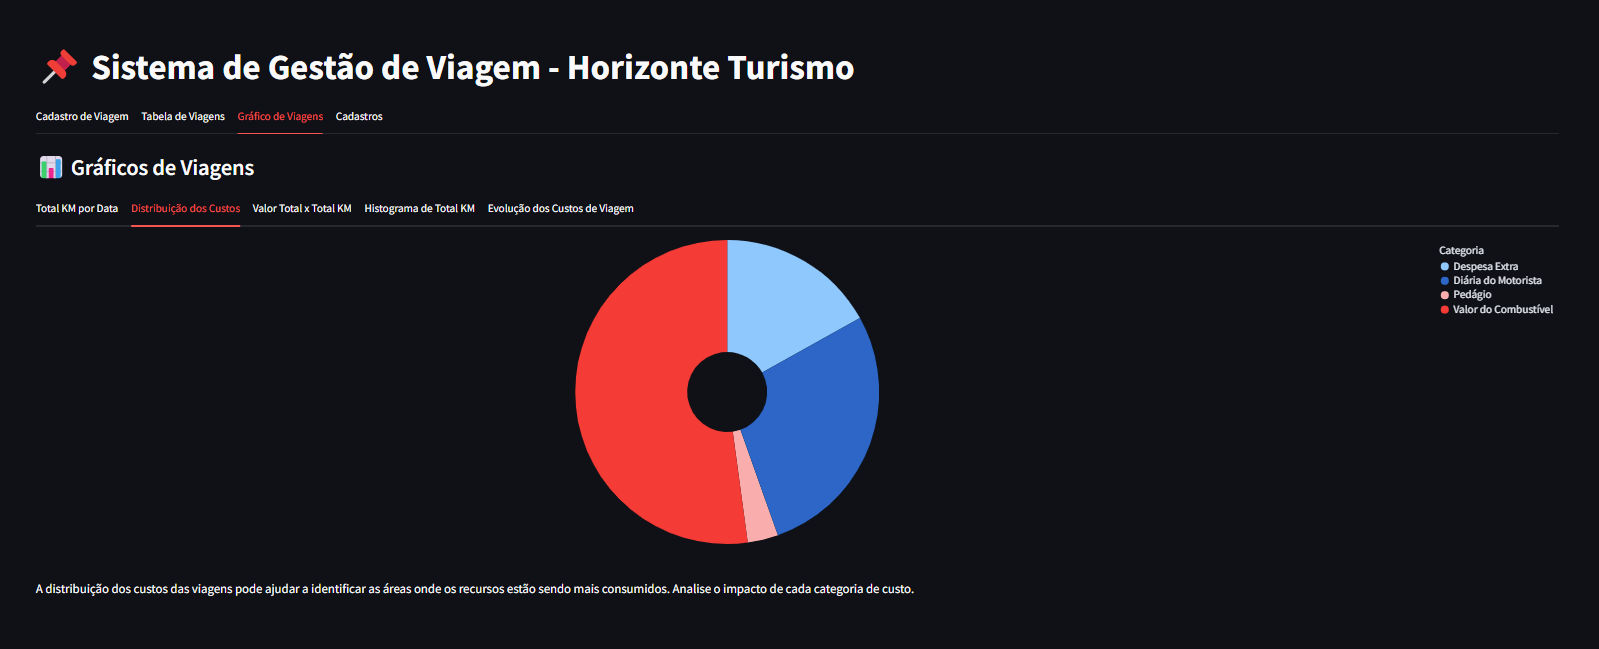 Sistema de Gestão de Viagem - Horizonte Turismo
Cadastro de Viagem Tabela de Viagens Gráfico de Viagens Cadastros
Gráficos de Viagens
Total KM por Data Distribuição dos Custos Valor Total x Total KM Histograma de Total KM Evolução dos Custos de Viagem
Categoria
Despesa Extra
Diária do Motorista
Pedágio
Valor do Combustível
A distribuição dos custos das viagens pode ajudar a identificar as áreas onde os recursos estão sendo mais consumidos. Analise o impacto de cada categoria de custo.